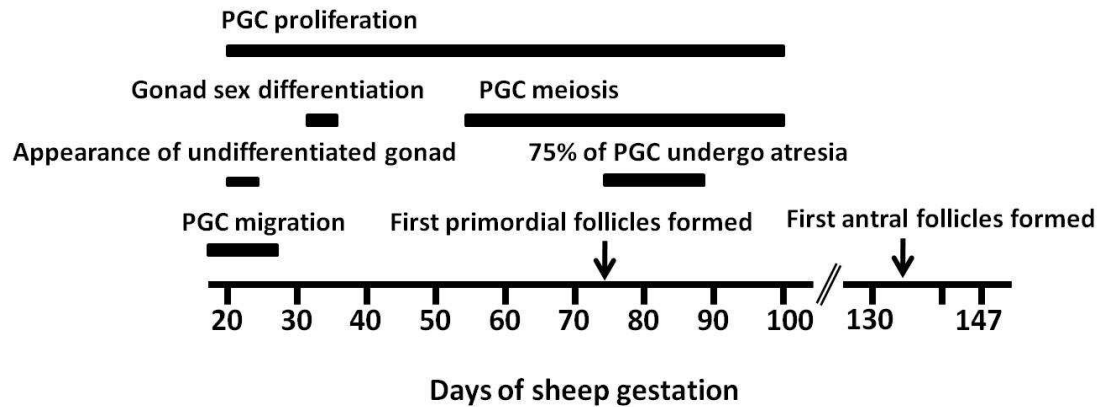 PGC proliferation
Gonad sex differentiation
PGC meiosis
Appearance of undifferentiated gonad
75% of PGC undergo atresia
PGC migration
First primordial follicles formed
First antral follicles formed
20 30 40 50 60 70 80 90 100 130 147
Days of sheep gestation